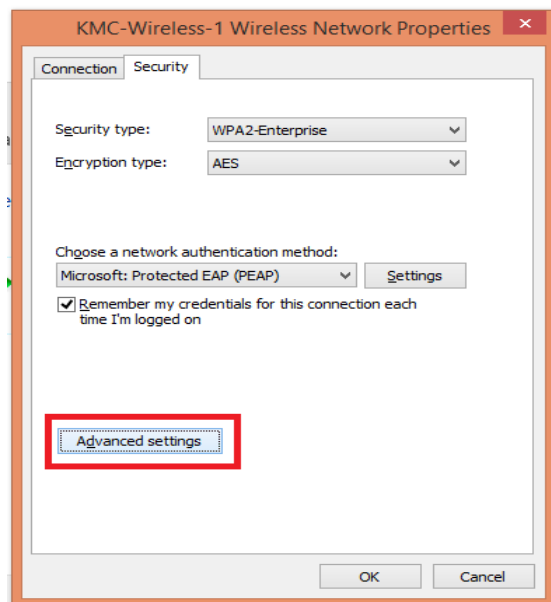 KMC-Wireless-1 Wireless Network Properties
Connection Security
Security type: WPA2-Enterprise
Encryption type: AES
Choose a network authentication method:
Microsoft: Protected EAP (PEAP) Settings
Remember my credentials for this connection each
time I'm logged on
Advanced settings
OK Cancel